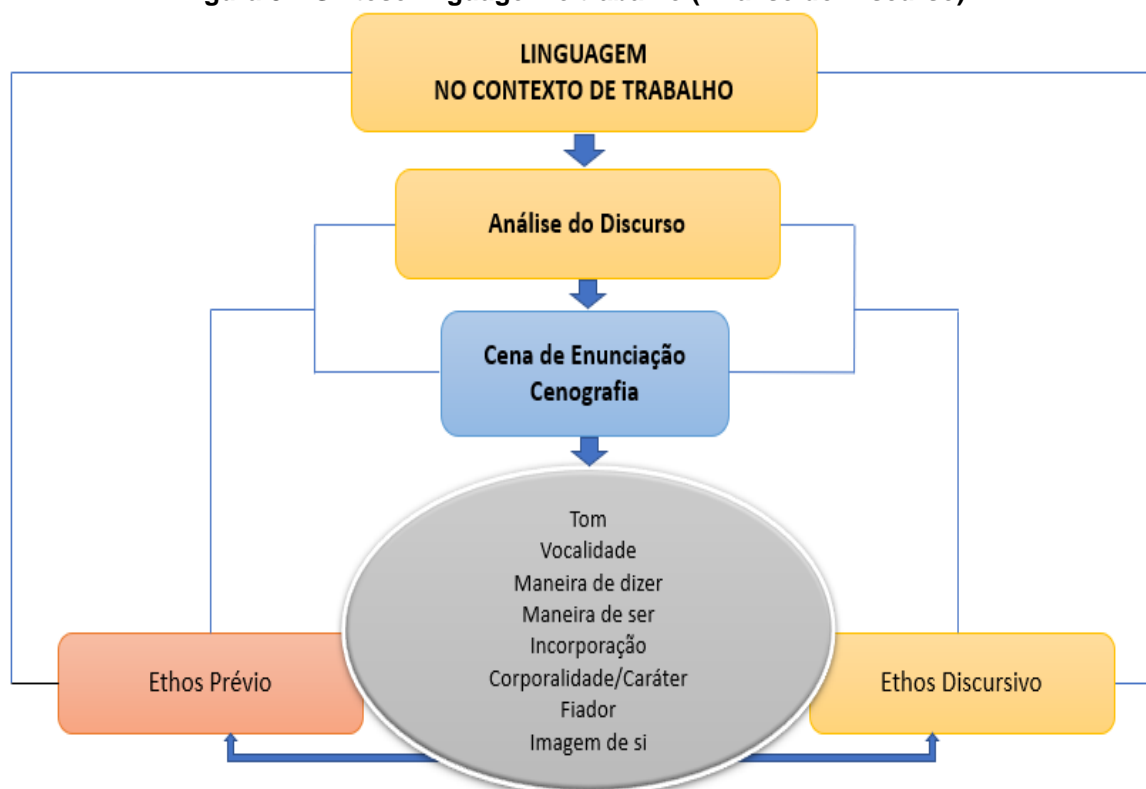 LINGUAGEM
NO CONTEXTO DE TRABALHO
Análise do Discurso
Cena de Enunciação
Cenografia
Tom
Vocalidade
Maneira de dizer
Maneira de ser
Incorporação
Corporalidade/Caráter
Fiador
Imagem de si
Ethos Prévio
Ethos Discursivo